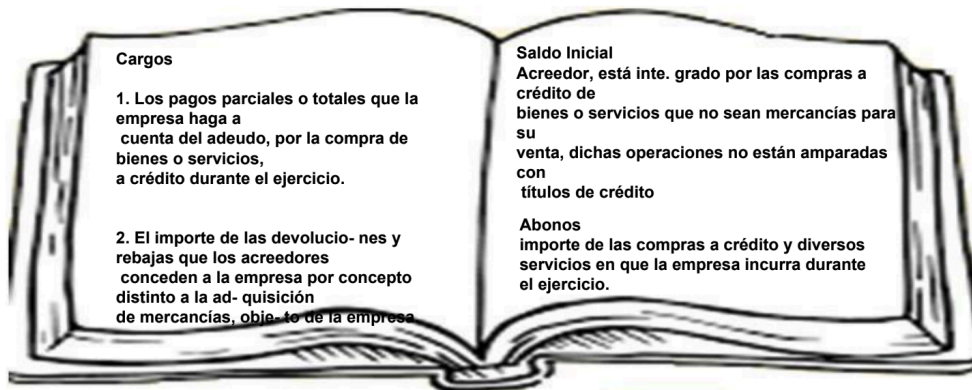 Cargos
1. Los pagos parciales o totales que la
empresa haga a
cuenta del adeudo, por la compra de
bienes o servicios,
a crédito durante el ejercicio.
2. El importe de las devolucio- nes y
rebajas que los acreedores
conceden a la empresa por concepto
distinto a la ad- quisición
de mercancías, obje- to de la empresa
Saldo Inicial
Acreedor, está inte. grado por las compras a
crédito de
bienes o servicios que no sean mercancías para
su
venta, dichas operaciones no están amparadas
con
títulos de crédito
Abonos
importe de las compras a crédito y diversos
servicios en que la empresa incurra durante
el ejercicio.